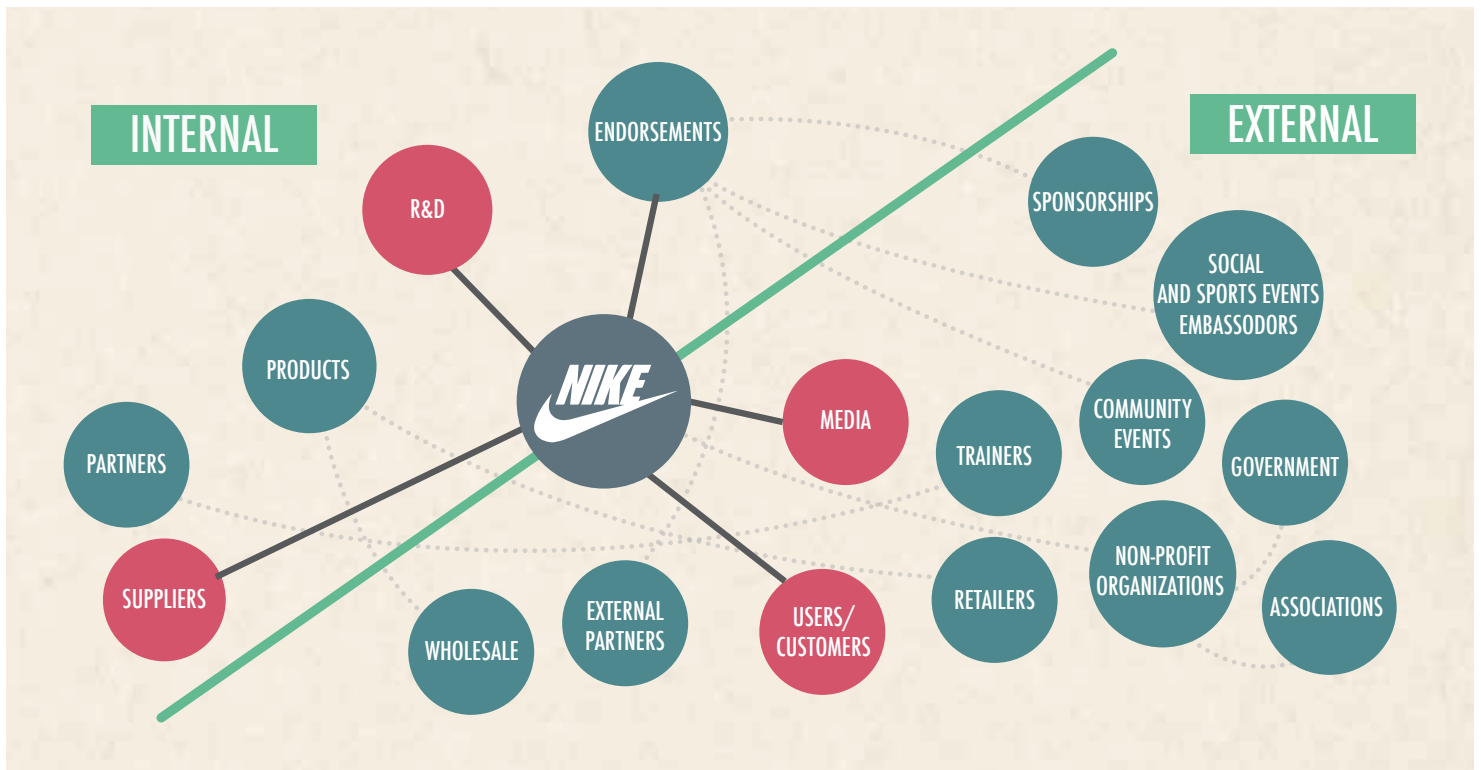 INTERNAL
EXTERNAL
ENDORSEMENTS
R&D
SPONSORSHIPS
SOCIAL
AND SPORTS EVENTS
EMBASSODORS
PRODUCTS
NIKE
MEDIA
COMMUNITY
EVENTS
PARTNERS
TRAINERS
GOVERNMENT
SUPPLIERS
WHOLESALE
EXTERNAL
PARTNERS
USERS/
CUSTOMERS
RETAILERS
NON-PROFIT
ORGANIZATIONS
ASSOCIATIONS